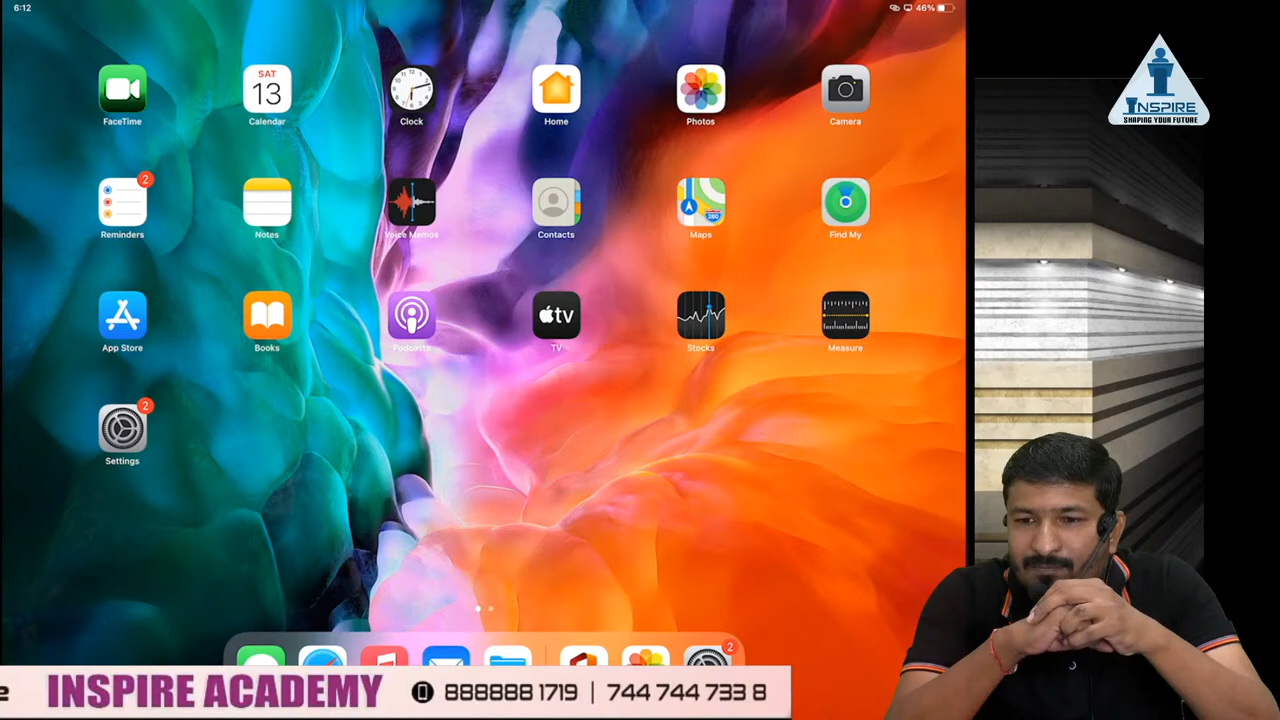 6:12
46%
FaceTime
SAT
13
Calendar
Clock
Home
Photos
Camera
2
Reminders
Notes
Voice Memos
Contacts
280
Maps
Find My
App Store
Books
Podcasts
tv
TV
Stocks
Measure
2
Settings
2
INSPIRE
SHAPING YOUR FUTURE
e INSPIRE ACADEMY 888888 1719 | 744 744 733 8